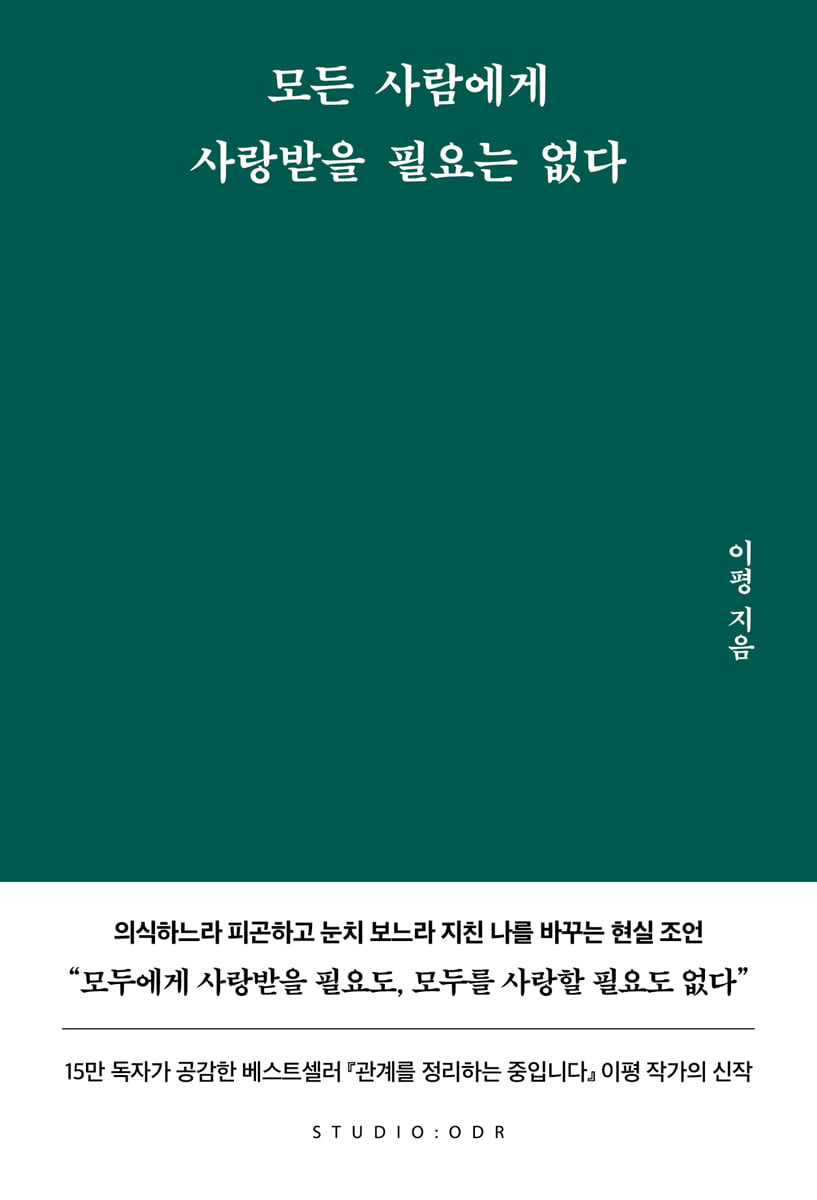 모든 사람에게
사랑받을 필요는 없다
이평 지음
의식하느라 피곤하고 눈치 보느라 지친 나를 바꾸는 현실 조언
“모두에게 사랑받을 필요도, 모두를 사랑할 필요도 없다”
15만 독자가 공감한 베스트셀러 『관계를 정리하는 중입니다』 이평 작가의 신작
STUDIO:ODR